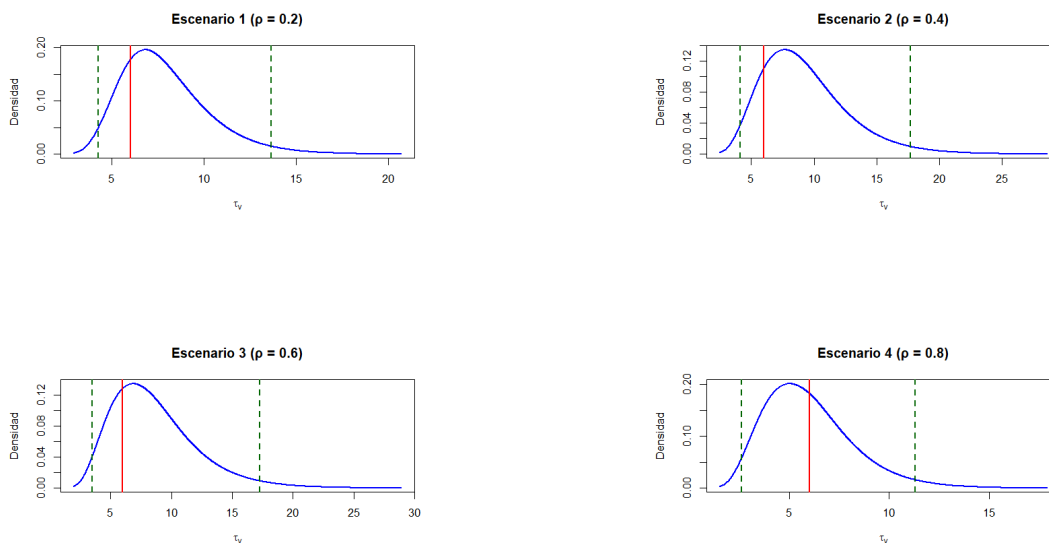 Escenario 1 (ρ = 0.2)
Densidad
0.00
0.10
0.20
5
10
15
20
τv
Escenario 2 (ρ = 0.4)
Densidad
0.00
0.04
0.08
0.12
5
10
15
20
25
τv
Escenario 3 (ρ = 0.6)
Densidad
0.00
0.04
0.08
0.12
5
10
15
20
25
30
τv
Escenario 4 (ρ = 0.8)
Densidad
0.00
0.10
0.20
5
10
15
τv